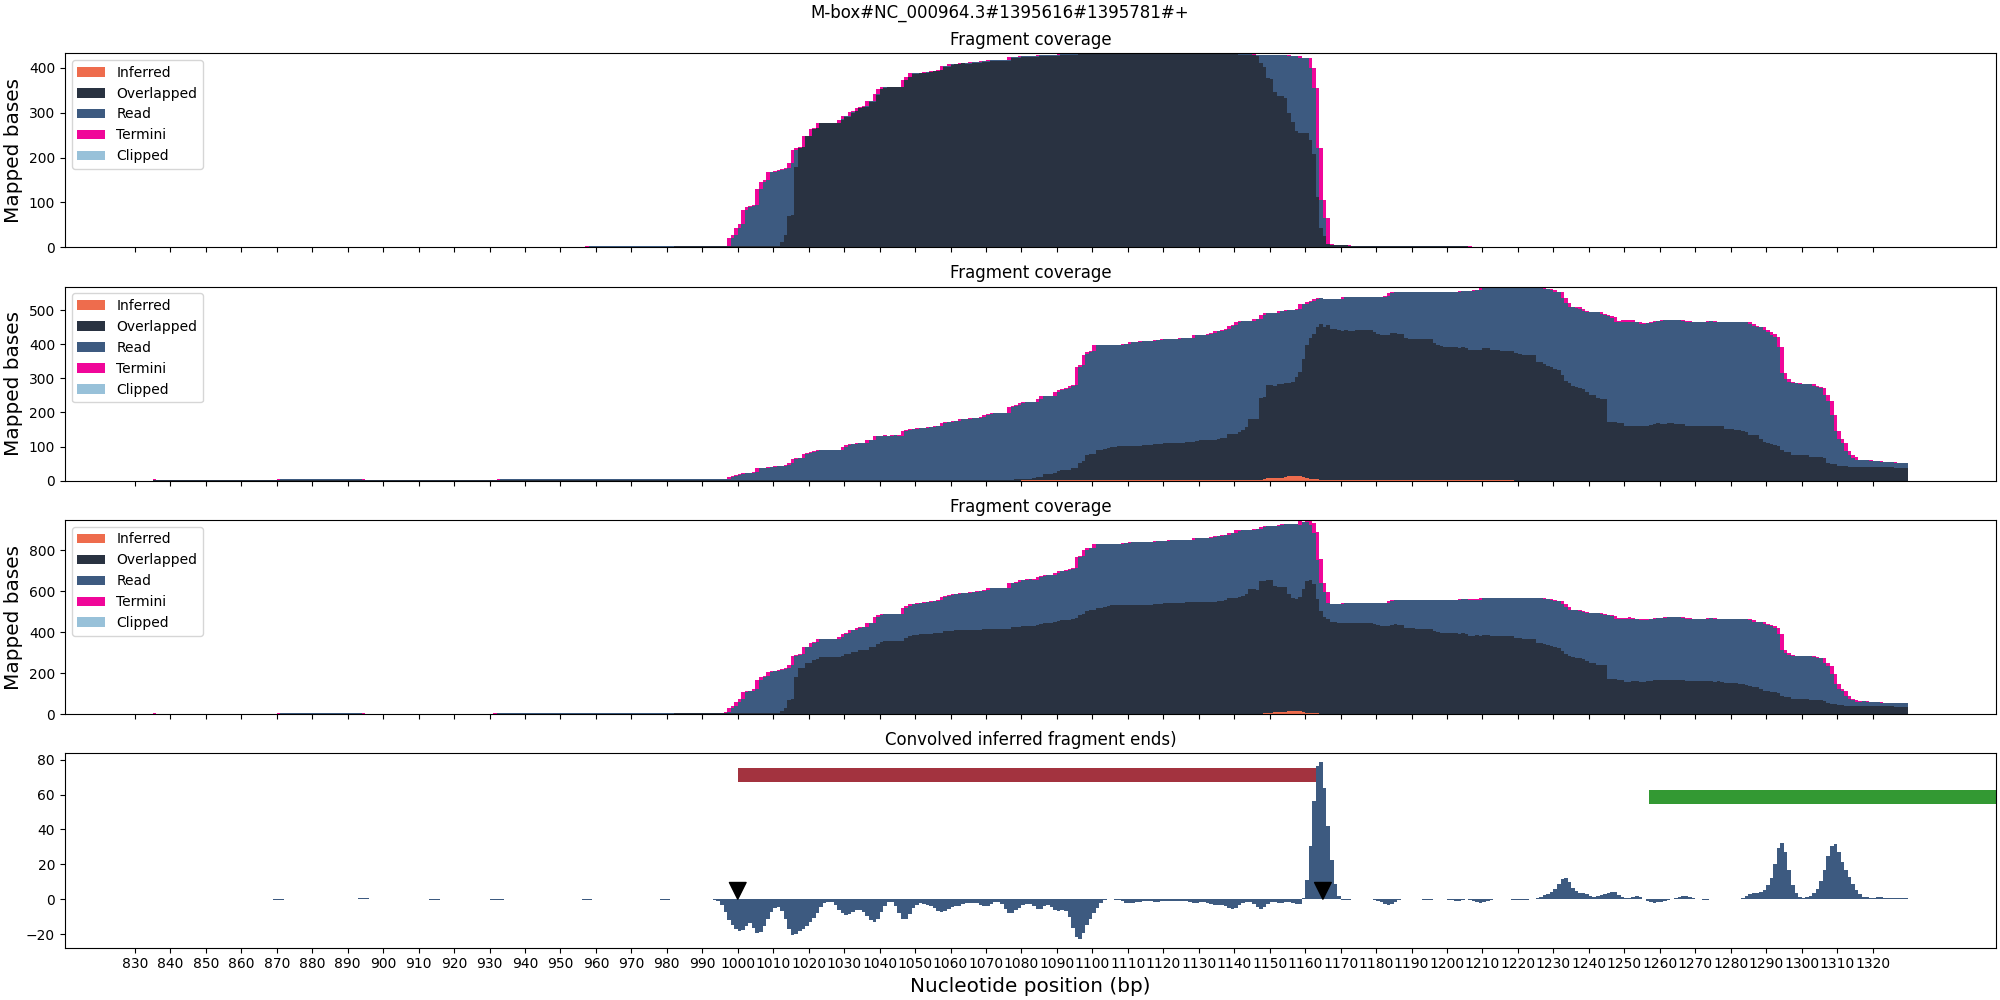 M-box#NC_000964.3#1395616#1395781#+
Fragment coverage
Mapped bases
400
300
200
100
0
Inferred
Overlapped
Read
Termini
Clipped
Fragment coverage
Mapped bases
500
400
300
200
100
0
Inferred
Overlapped
Read
Termini
Clipped
Fragment coverage
Mapped bases
800
600
400
200
0
Inferred
Overlapped
Read
Termini
Clipped
Convolved inferred fragment ends)
80
60
40
20
0
−20
830 840 850 860 870 880 890 900 910 920 930 940 950 960 970 980 990 1000 1010 1020 1030 1040 1050 1060 1070 1080 1090 1100 1110 1120 1130 1140 1150 1160 1170 1180 1190 1200 1210 1220 1230 1240 1250 1260 1270 1280 1290 1300 1310 1320
Nucleotide position (bp)